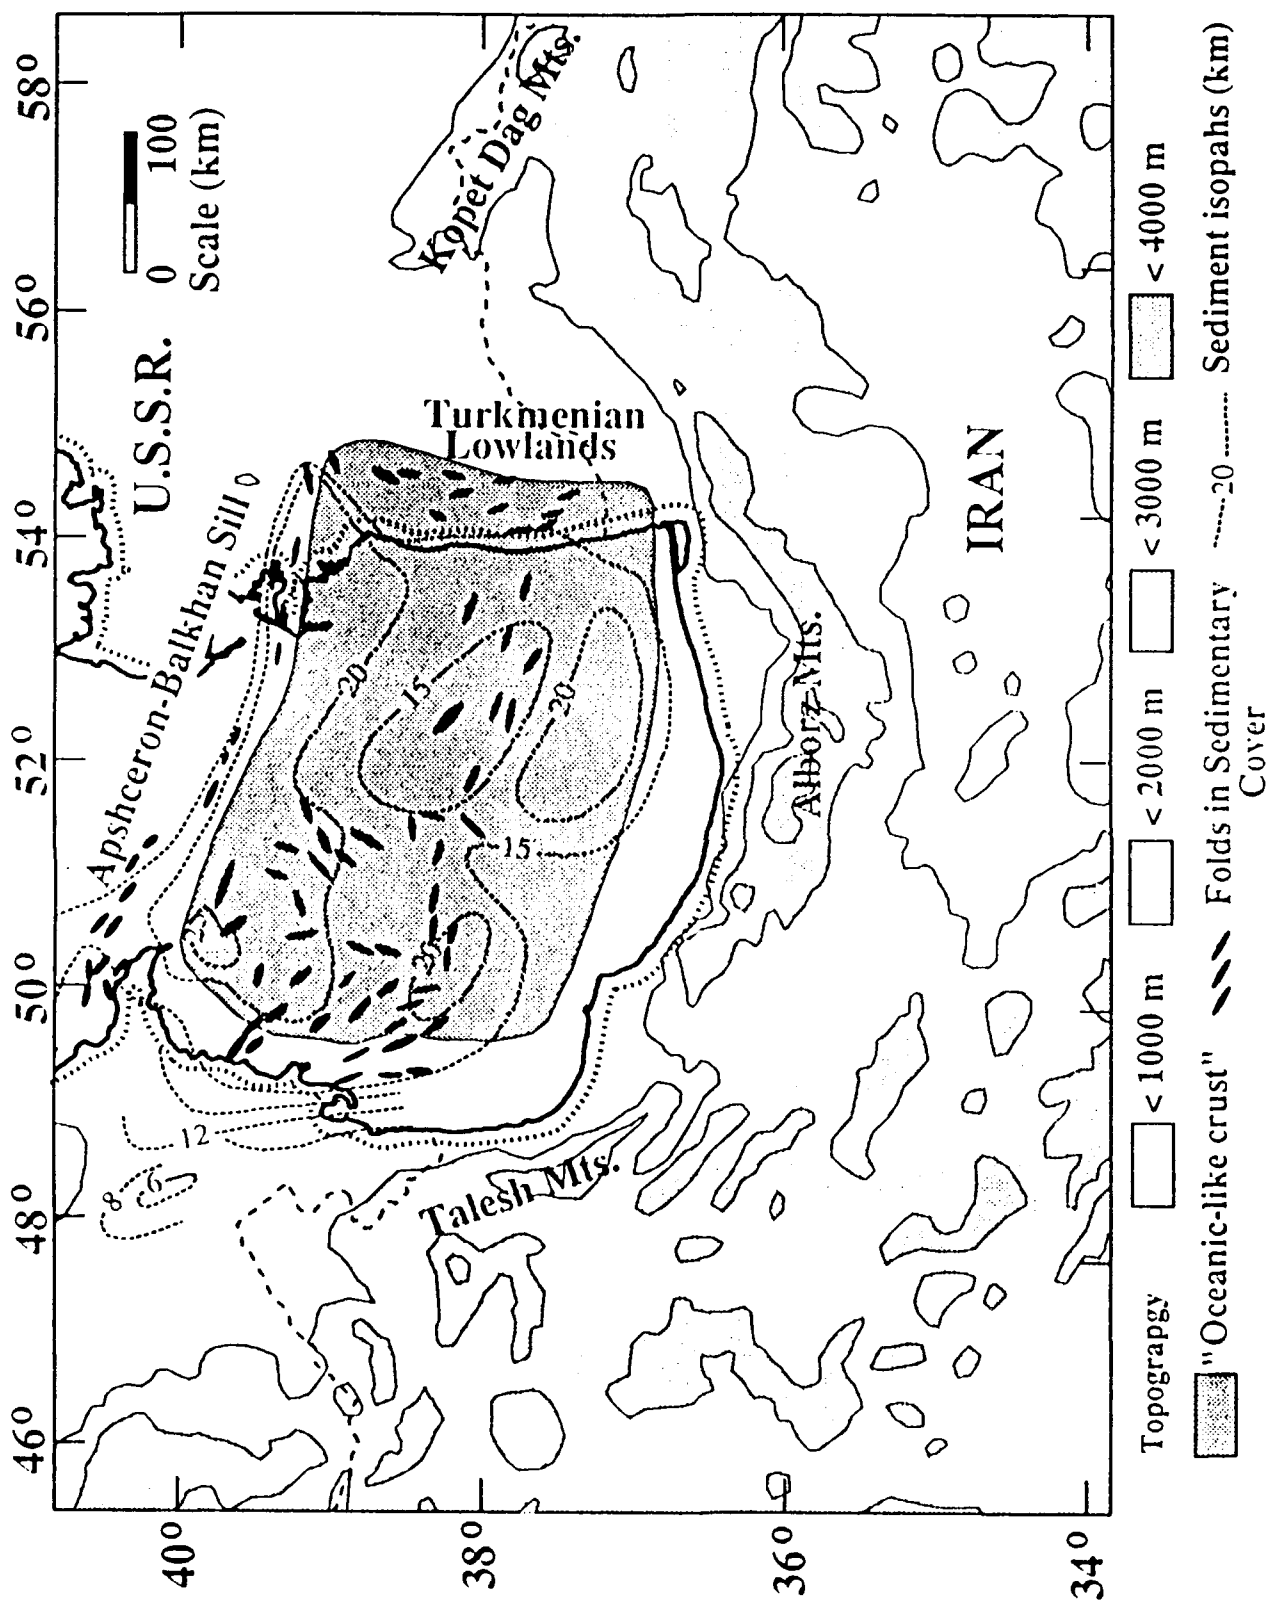 46° 48° 50° 52° 54° 56° 58°
40°
38°
36°
34°
U.S.S.R.
0 100
Scale (km)
Apshceron-Balkhan Sill
Kopet Dag Mts.
Turkmenian
Lowlands
Talesh Mts.
Alborz Mts.
IRAN
8
6
12
20
15
20
15
Topograpgy < 1000 m < 2000 m < 3000 m < 4000 m
"Oceanic-like crust" Folds in Sedimentary Cover 20 Sediment isopahs (km)